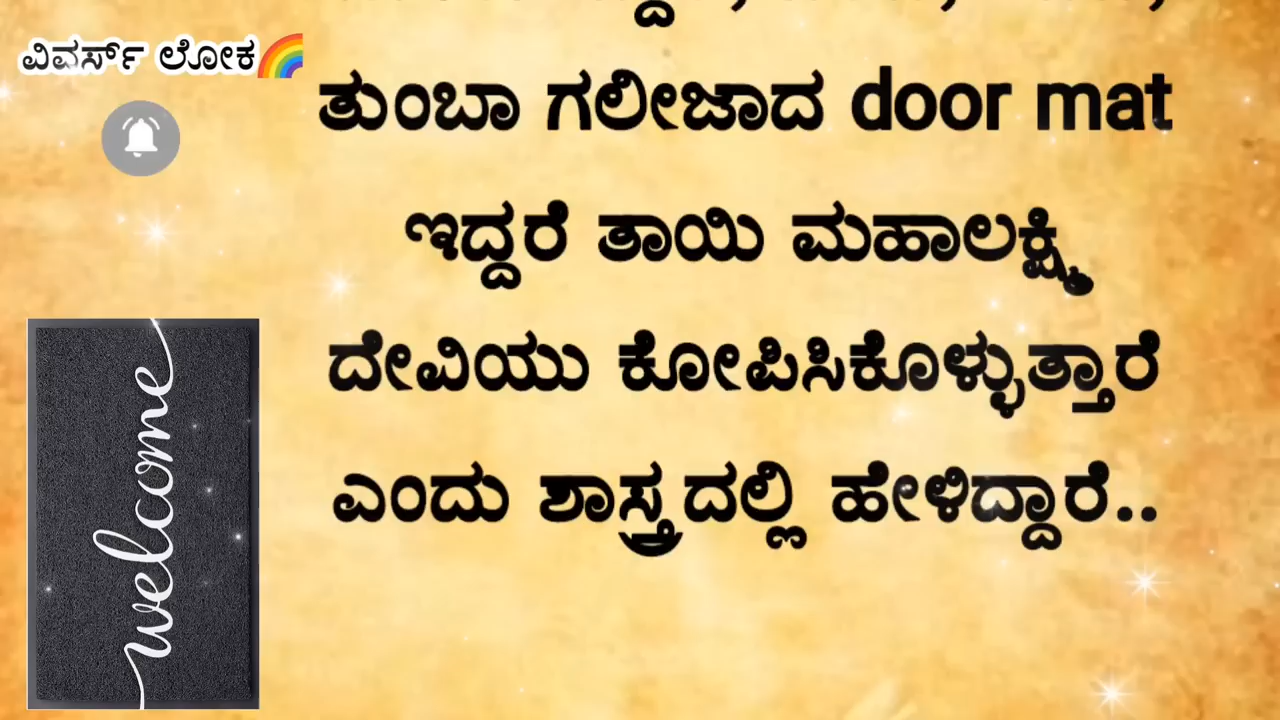 ವಿವರ್ಸ್ ಲೋಕ🌈
ತುಂಬಾ ಗಲೀಜಾದ door mat
ಇದ್ದರೆ ತಾಯಿ ಮಹಾಲಕ್ಷ್ಮಿ
ದೇವಿಯು ಕೋಪಿಸಿಕೊಳ್ಳುತ್ತಾರೆ
ಎಂದು ಶಾಸ್ತ್ರದಲ್ಲಿ ಹೇಳಿದ್ದಾರೆ..
welcome